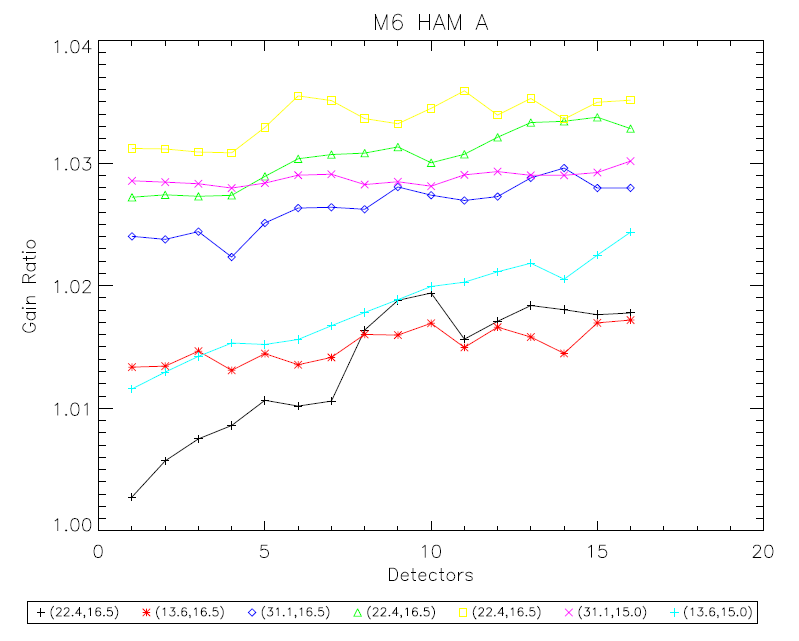 M6 HAM A
1.04
1.03
1.02
1.01
1.00
Gain Ratio
0 5 10 15 20
Detectors
(22.4,16.5) (13.6,16.5) (31.1,16.5) (22.4,16.5) (22.4,16.5) (31.1,15.0) (13.6,15.0)